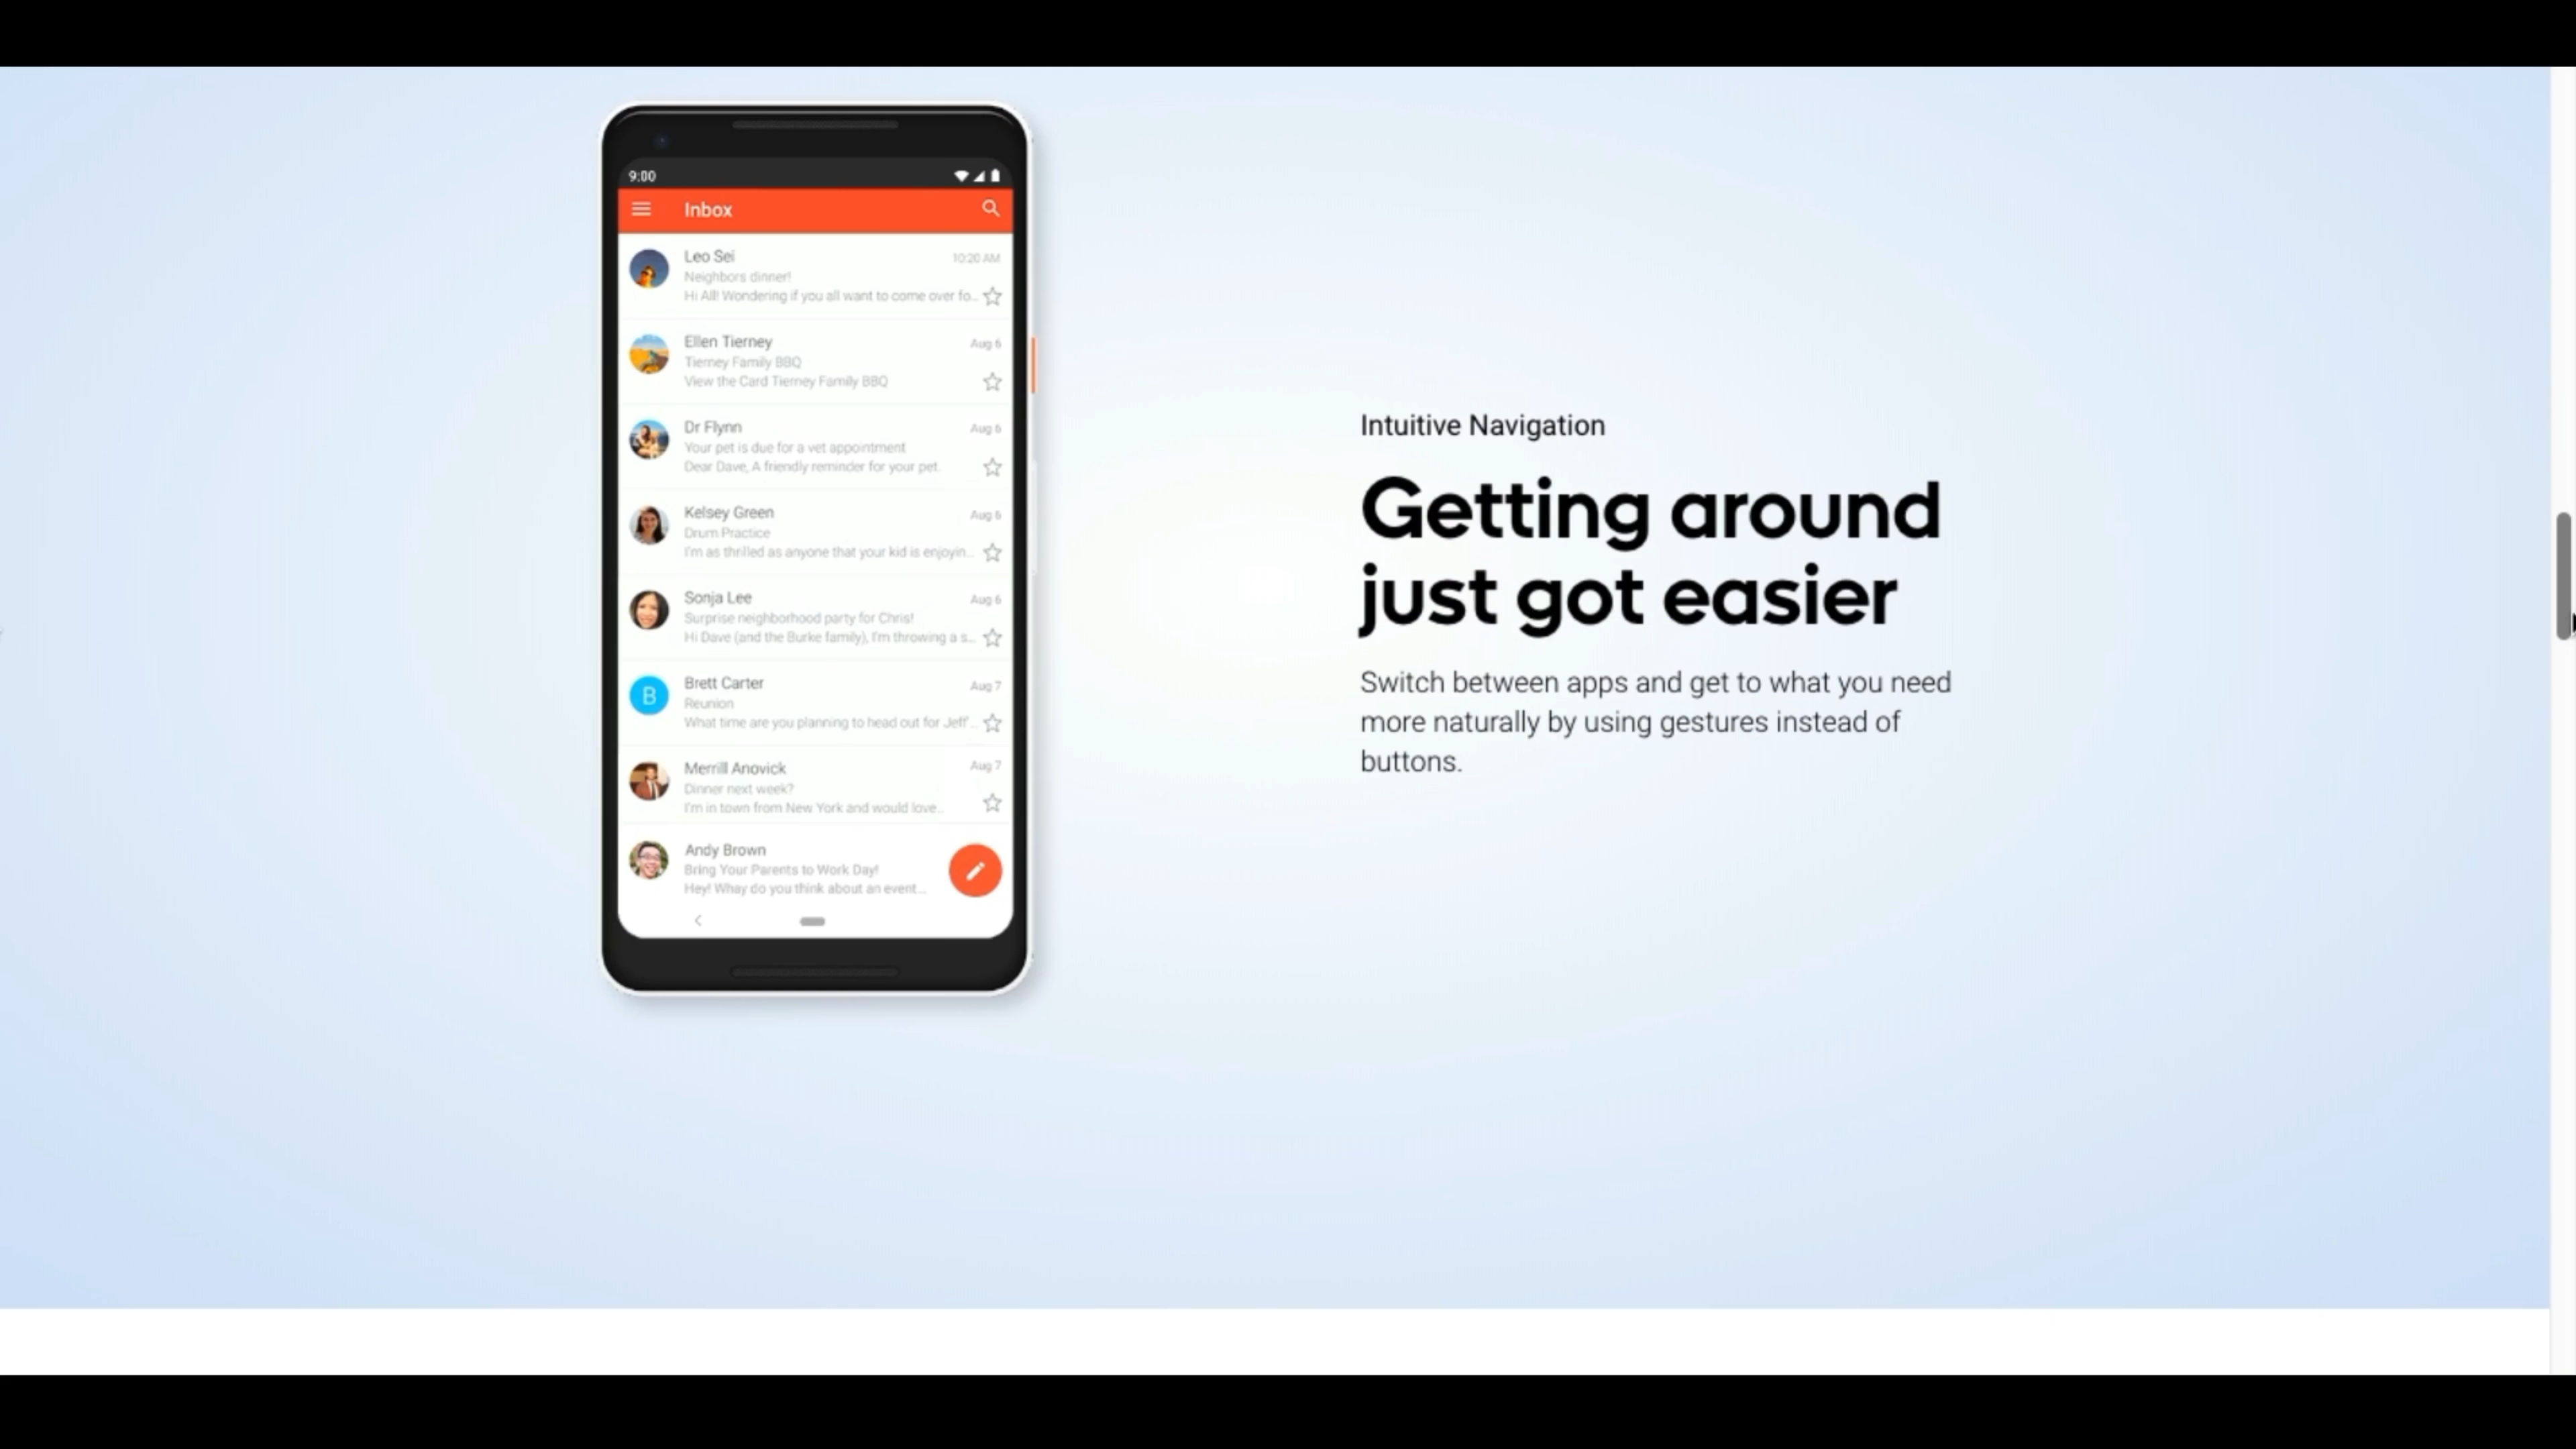 9:00
Inbox
Leo Sei
10:20 AM
Neighbors dinner!
Hi All! Wondering if you all want to come over fo...
Ellen Tierney
Aug 6
Tierney Family BBQ
View the Card Tierney Family BBQ
Dr Flynn
Aug 6
Your pet is due for a vet appointment
Dear Dave, A friendly reminder for your pet.
Kelsey Green
Aug 6
Drum Practice
I'm as thrilled as anyone that your kid is enjoyin...
Sonja Lee
Aug 6
Surprise neighborhood party for Chris!
Hi Dave (and the Burke family), I'm throwing a s...
B
Brett Carter
Aug 7
Reunion
What time are you planning to head out for Jeff'...
Merrill Anovick
Aug 7
Dinner next week?
I'm in town from New York and would love...
Andy Brown
Bring Your Parents to Work Day!
Hey! Whay do you think about an event...
Intuitive Navigation
Getting around
just got easier
Switch between apps and get to what you need
more naturally by using gestures instead of
buttons.